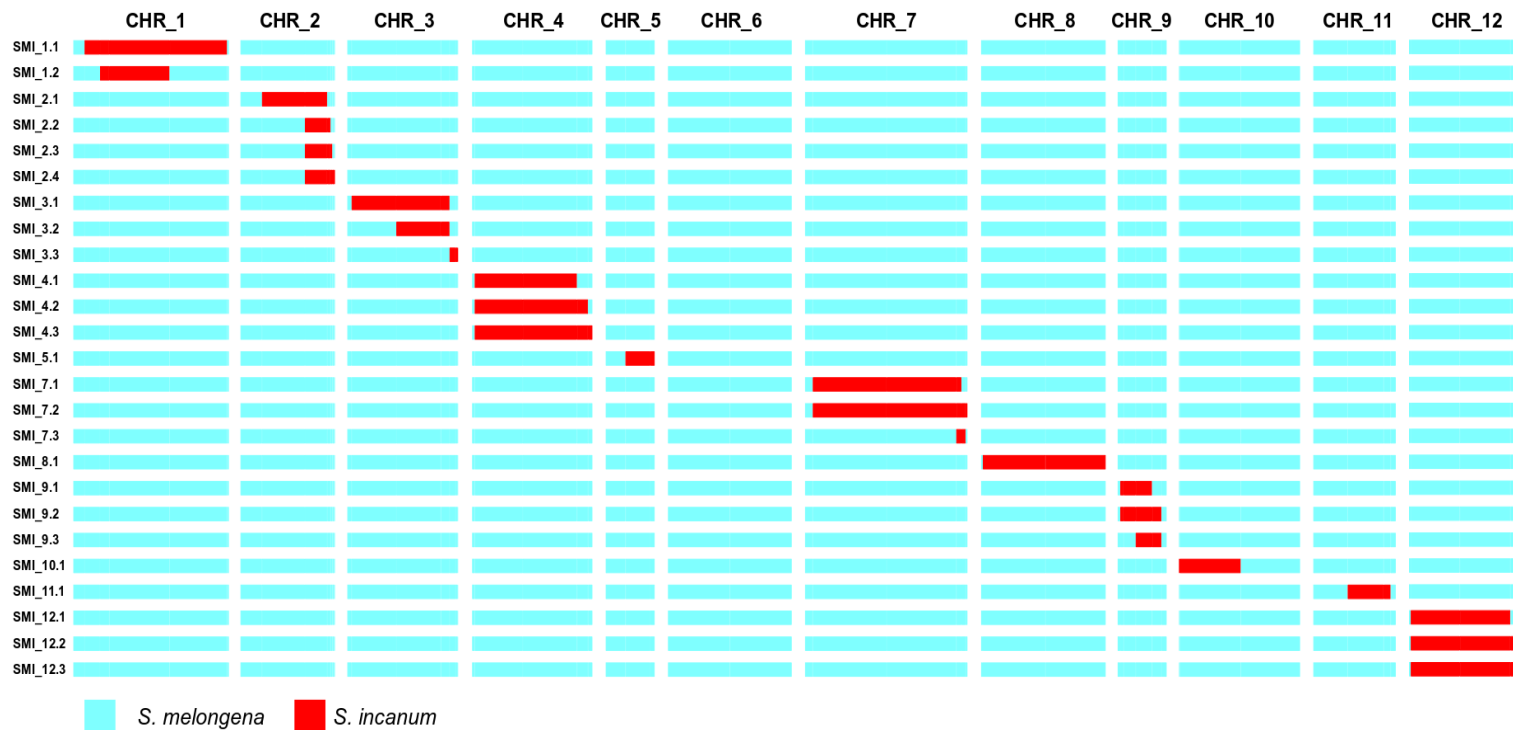 CHR_1 CHR_2 CHR_3 CHR_4 CHR_5 CHR_6 CHR_7 CHR_8 CHR_9 CHR_10 CHR_11 CHR_12
SMI_1.1
SMI_1.2
SMI_2.1
SMI_2.2
SMI_2.3
SMI_2.4
SMI_3.1
SMI_3.2
SMI_3.3
SMI_4.1
SMI_4.2
SMI_4.3
SMI_5.1
SMI_7.1
SMI_7.2
SMI_7.3
SMI_8.1
SMI_9.1
SMI_9.2
SMI_9.3
SMI_10.1
SMI_11.1
SMI_12.1
SMI_12.2
SMI_12.3
S. melongena S. incanum